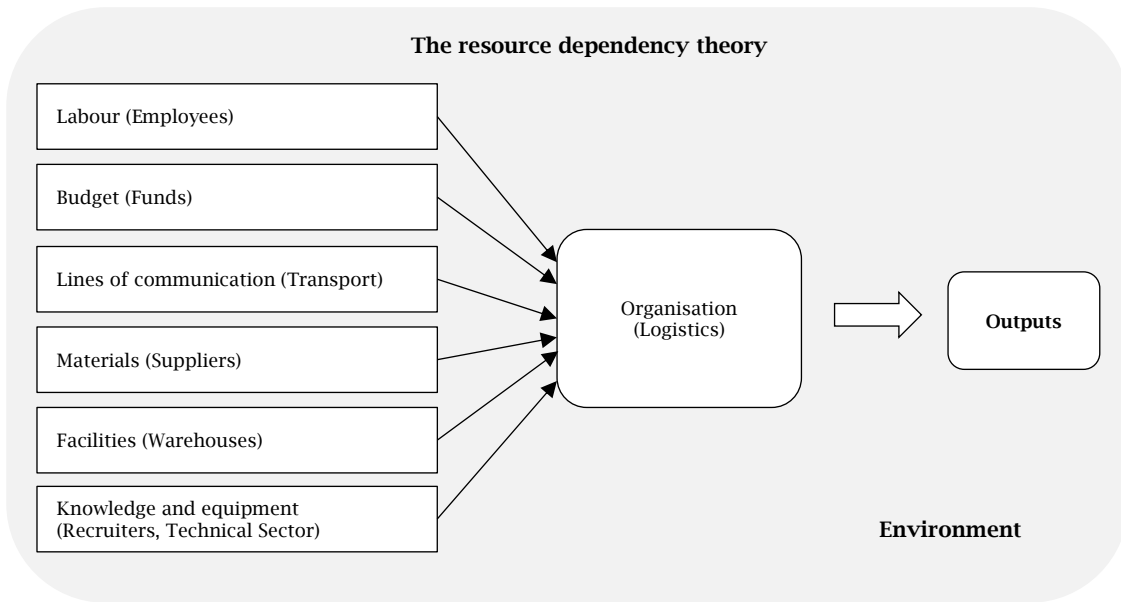 The resource dependency theory
Labour (Employees)
Budget (Funds)
Lines of communication (Transport)
Materials (Suppliers)
Facilities (Warehouses)
Knowledge and equipment
(Recruiters, Technical Sector)
Organisation
(Logistics)
Outputs
Environment